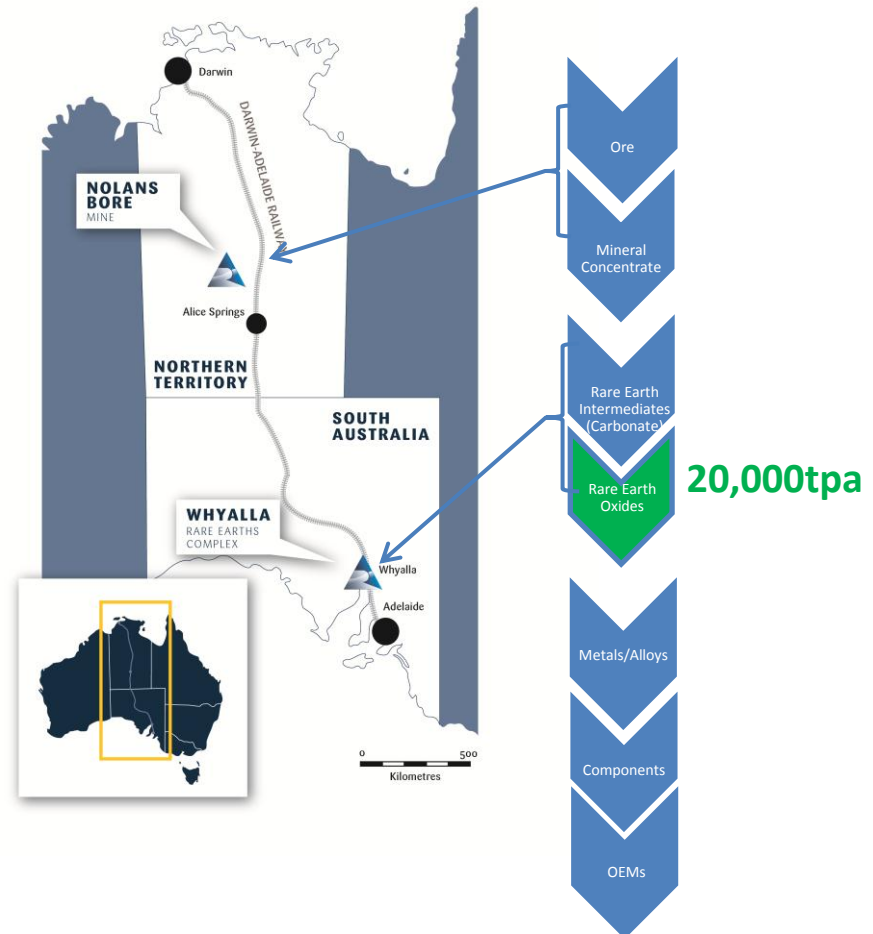 Darwin
DARWIN-ADELAIDE RAILWAY
NOLANS
BORE
MINE
Alice Springs
NORTHERN
TERRITORY
SOUTH
AUSTRALIA
WHYALLA
RARE EARTHS
COMPLEX
Whyalla
Adelaide
0 500
Kilometres
Ore
Mineral
Concentrate
Rare Earth
Intermediates
(Carbonate)
Rare Earth
Oxides
20,000tpa
Metals/Alloys
Components
OEMs